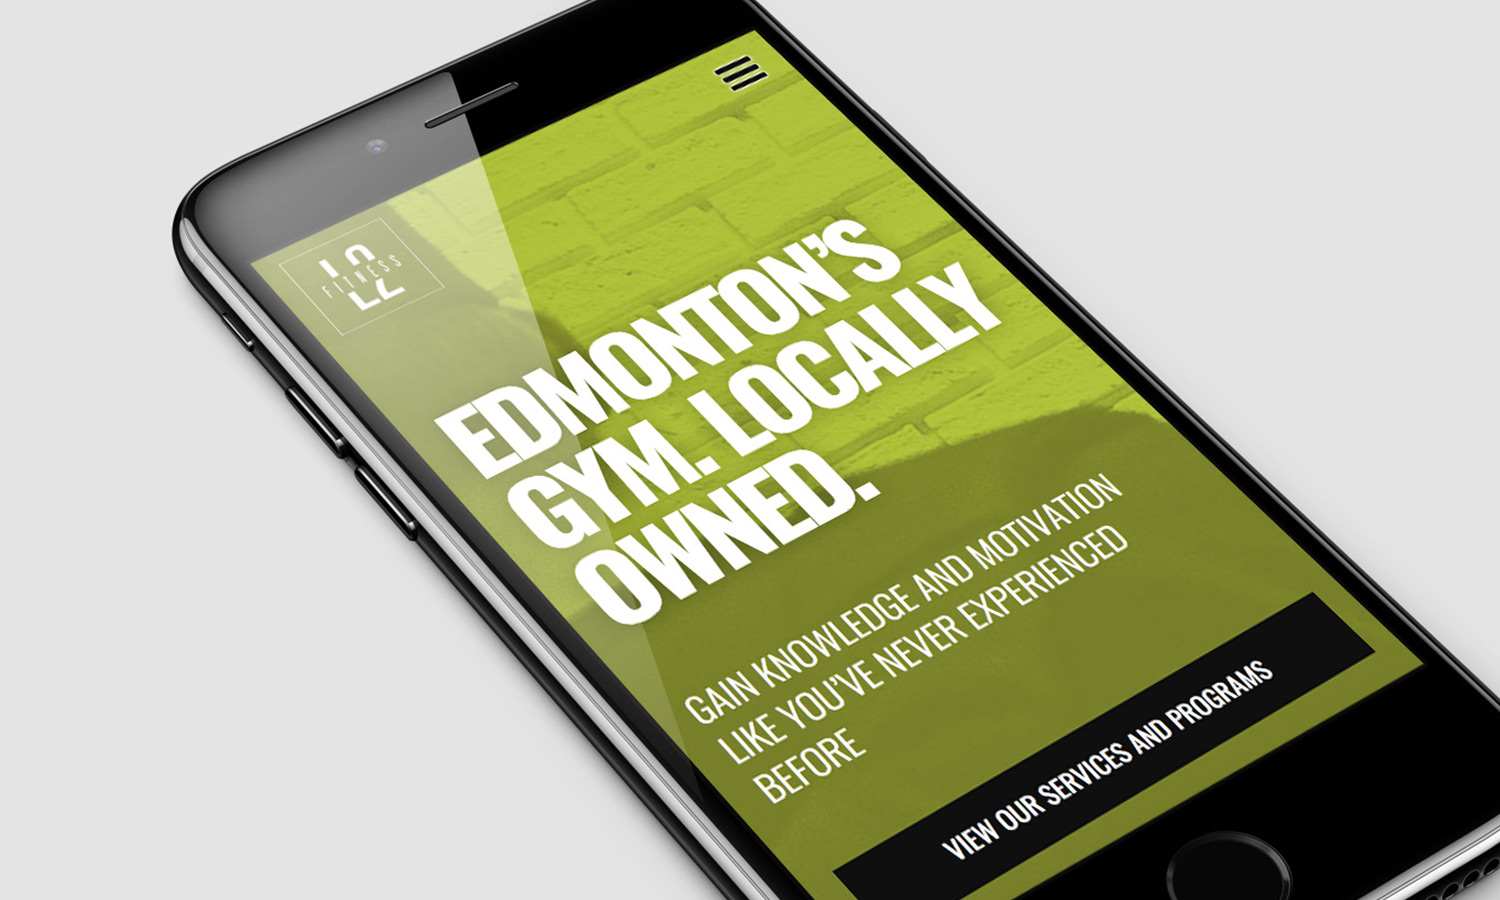 FITNESS
EDMONTON'S
GYM. LOCALLY
OWNED.
GAIN KNOWLEDGE AND MOTIVATION
LIKE YOU'VE NEVER EXPERIENCED
BEFORE
VIEW OUR SERVICES AND PROGRAMS